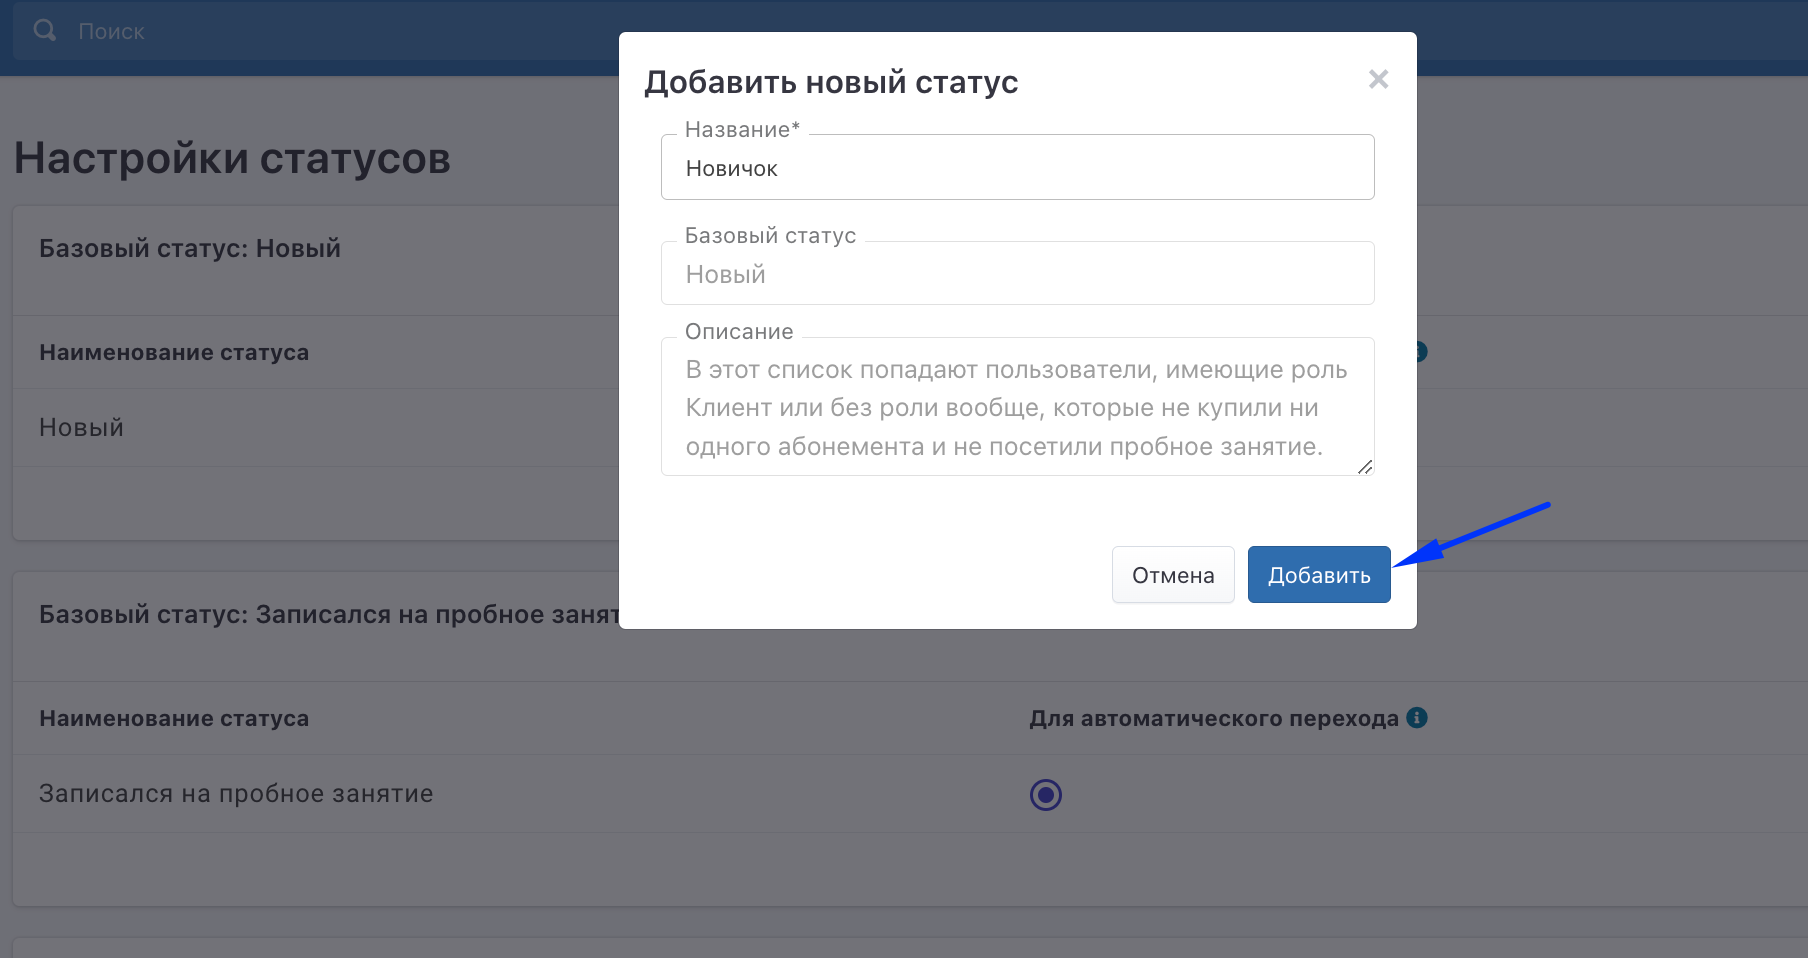 Поиск
Добавить новый статус
Название*
Новичок
Базовый статус
Новый
Описание
В этот список попадают пользователи, имеющие роль
Клиент или без роли вообще, которые не купили ни
одного абонемента и не посетили пробное занятие.
Отмена
Добавить
Настройки статусов
Базовый статус: Новый
Наименование статуса
Новый
Базовый статус: Записался на пробное занят
Наименование статуса
Для автоматического перехода
Записался на пробное занятие